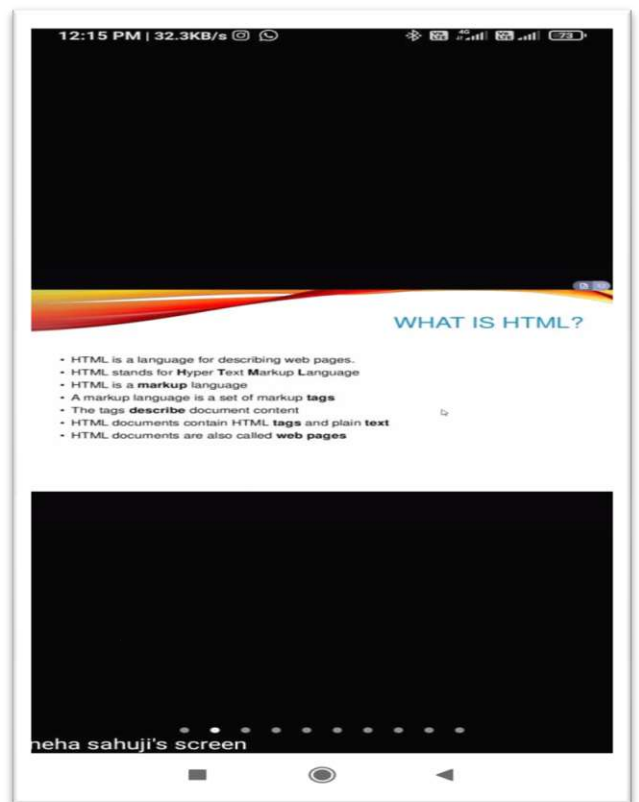 12:15 PM | 32.3KB/s
73
WHAT IS HTML?
• HTML is a language for describing web pages.
• HTML stands for Hyper Text Markup Language
• HTML is a markup language
• A markup language is a set of markup tags
• The tags describe document content
• HTML documents contain HTML tags and plain text
• HTML documents are also called web pages
neha sahuji's screen